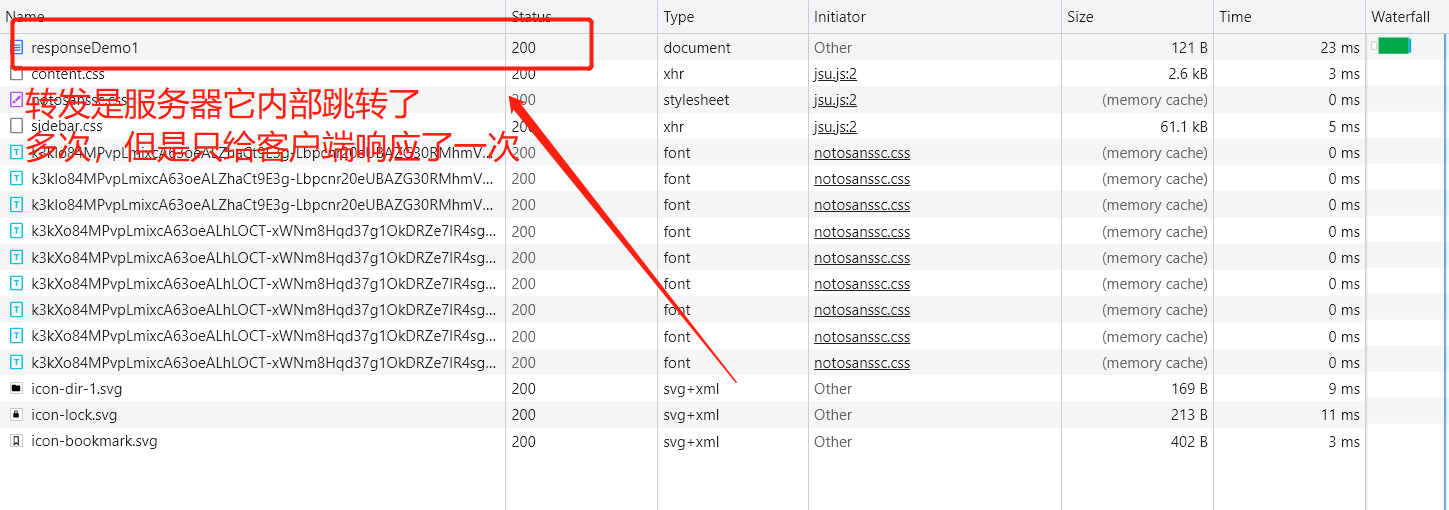 Name Status Type Initiator Size Time Waterfall
responseDemo1 200 document Other 121 B 23 ms
content.css 200 xhr jsu.js:2 2.6 kB 3 ms
notosanssc.css 200 stylesheet jsu.js:2 (memory cache) 0 ms
转发是服务器它内部跳转了
sidebar.css 200 xhr jsu.js:2 61.1 kB 5 ms
多次，但是只给客户端响应了一次
k3kIo84MPvpLmixcA63oeALZhaCt9E3g-Lbpcnr20eUBAZG30RMhmV... 200 font notosanssc.css (memory cache) 0 ms
k3kIo84MPvpLmixcA63oeALZhaCt9E3g-Lbpcnr20eUBAZG30RMhmV... 200 font notosanssc.css (memory cache) 0 ms
k3kIo84MPvpLmixcA63oeALZhaCt9E3g-Lbpcnr20eUBAZG30RMhmV... 200 font notosanssc.css (memory cache) 0 ms
k3kXo84MPvpLmixcA63oeALhLOCT-xWNm8Hqd37g1OkDRZe7lR4sg... 200 font notosanssc.css (memory cache) 0 ms
k3kXo84MPvpLmixcA63oeALhLOCT-xWNm8Hqd37g1OkDRZe7lR4sg... 200 font notosanssc.css (memory cache) 0 ms
k3kXo84MPvpLmixcA63oeALhLOCT-xWNm8Hqd37g1OkDRZe7lR4sg... 200 font notosanssc.css (memory cache) 0 ms
k3kXo84MPvpLmixcA63oeALhLOCT-xWNm8Hqd37g1OkDRZe7lR4sg... 200 font notosanssc.css (memory cache) 0 ms
k3kXo84MPvpLmixcA63oeALhLOCT-xWNm8Hqd37g1OkDRZe7lR4sg... 200 font notosanssc.css (memory cache) 0 ms
k3kXo84MPvpLmixcA63oeALhLOCT-xWNm8Hqd37g1OkDRZe7lR4sg... 200 font notosanssc.css (memory cache) 0 ms
icon-dir-1.svg 200 svg+xml Other 169 B 9 ms
icon-lock.svg 200 svg+xml Other 213 B 11 ms
icon-bookmark.svg 200 svg+xml Other 402 B 3 ms